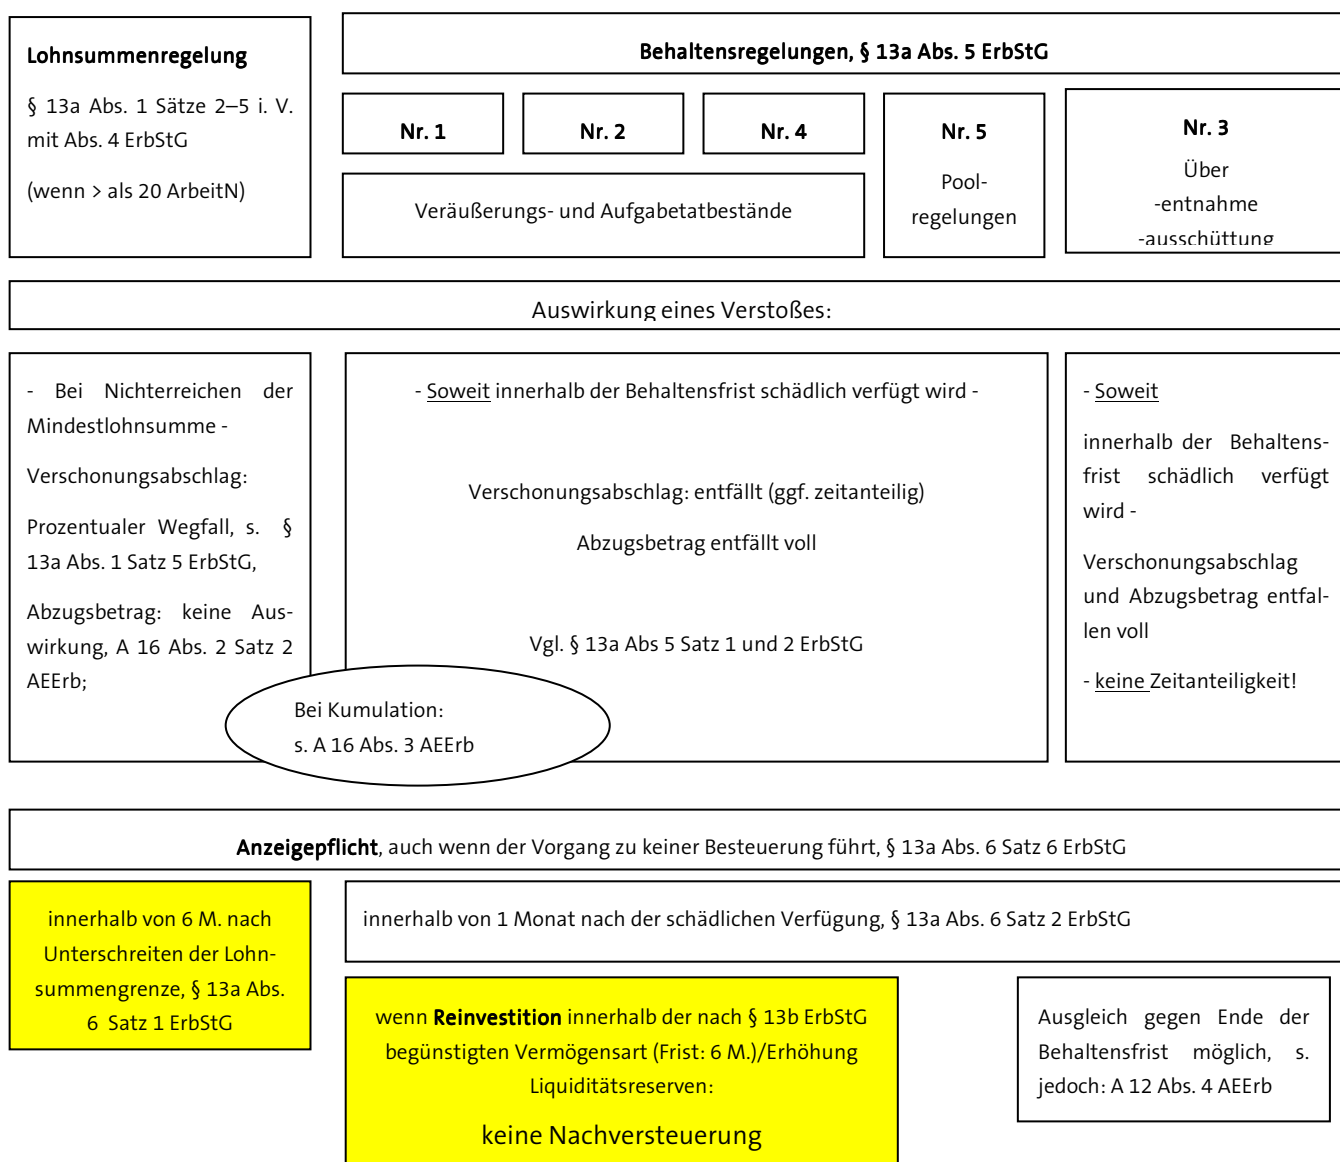 Lohnsummenregelung
§ 13a Abs. 1 Sätze 2–5 i. V.
mit Abs. 4 ErbStG
(wenn > als 20 ArbeitN)
Behaltensregelungen, § 13a Abs. 5 ErbStG
Nr. 1
Nr. 2
Nr. 4
Veräußerungs- und Aufgabetatbestände
Nr. 5
Pool-
regelungen
Nr. 3
Über
-entnahme
-ausschüttung
Auswirkung eines Verstoßes:
- Bei Nichterreichen der
Mindestlohnsumme -
Verschonungsabschlag:
Prozentualer Wegfall, s. §
13a Abs. 1 Satz 5 ErbStG,
Abzugsbetrag: keine Aus-
wirkung, A 16 Abs. 2 Satz 2
AEErb;
- Soweit innerhalb der Behaltensfrist schädlich verfügt wird -
Verschonungsabschlag: entfällt (ggf. zeitanteilig)
Abzugsbetrag entfällt voll
Vgl. § 13a Abs 5 Satz 1 und 2 ErbStG
Bei Kumulation:
s. A 16 Abs. 3 AEErb
- Soweit
innerhalb der Behaltens-
frist schädlich verfügt
wird -
Verschonungsabschlag
und Abzugsbetrag entfal-
len voll
- keine Zeitanteiligkeit!
Anzeigepflicht, auch wenn der Vorgang zu keiner Besteuerung führt, § 13a Abs. 6 Satz 6 ErbStG
innerhalb von 6 M. nach
Unterschreiten der Lohn-
summengrenze, § 13a Abs.
6 Satz 1 ErbStG
innerhalb von 1 Monat nach der schädlichen Verfügung, § 13a Abs. 6 Satz 2 ErbStG
wenn Reinvestition innerhalb der nach § 13b ErbStG
begünstigten Vermögensart (Frist: 6 M.)/Erhöhung
Liquiditätsreserven:
keine Nachversteuerung
Ausgleich gegen Ende der
Behaltensfrist möglich, s.
jedoch: A 12 Abs. 4 AEErb